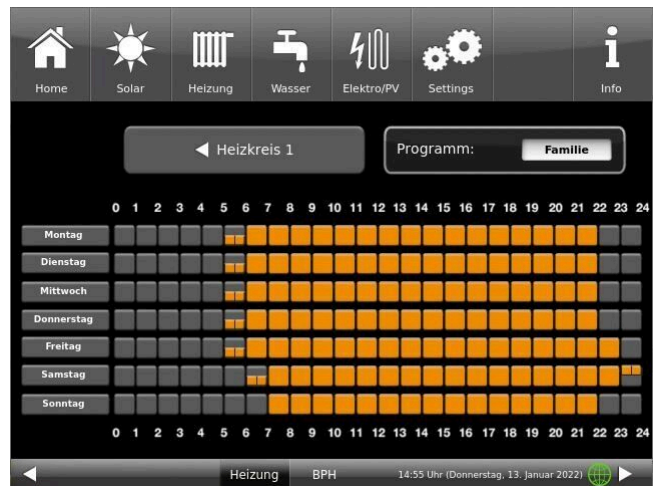 Home Solar Heizung Wasser Elektro/PV Settings Info
Heizkreis 1 Programm: Familie
0 1 2 3 4 5 6 7 8 9 10 11 12 13 14 15 16 17 18 19 20 21 22 23 24
Montag
Dienstag
Mittwoch
Donnerstag
Freitag
Samstag
Sonntag
0 1 2 3 4 5 6 7 8 9 10 11 12 13 14 15 16 17 18 19 20 21 22 23 24
Heizung BPH 14:55 Uhr (Donnerstag, 13. Januar 2022)